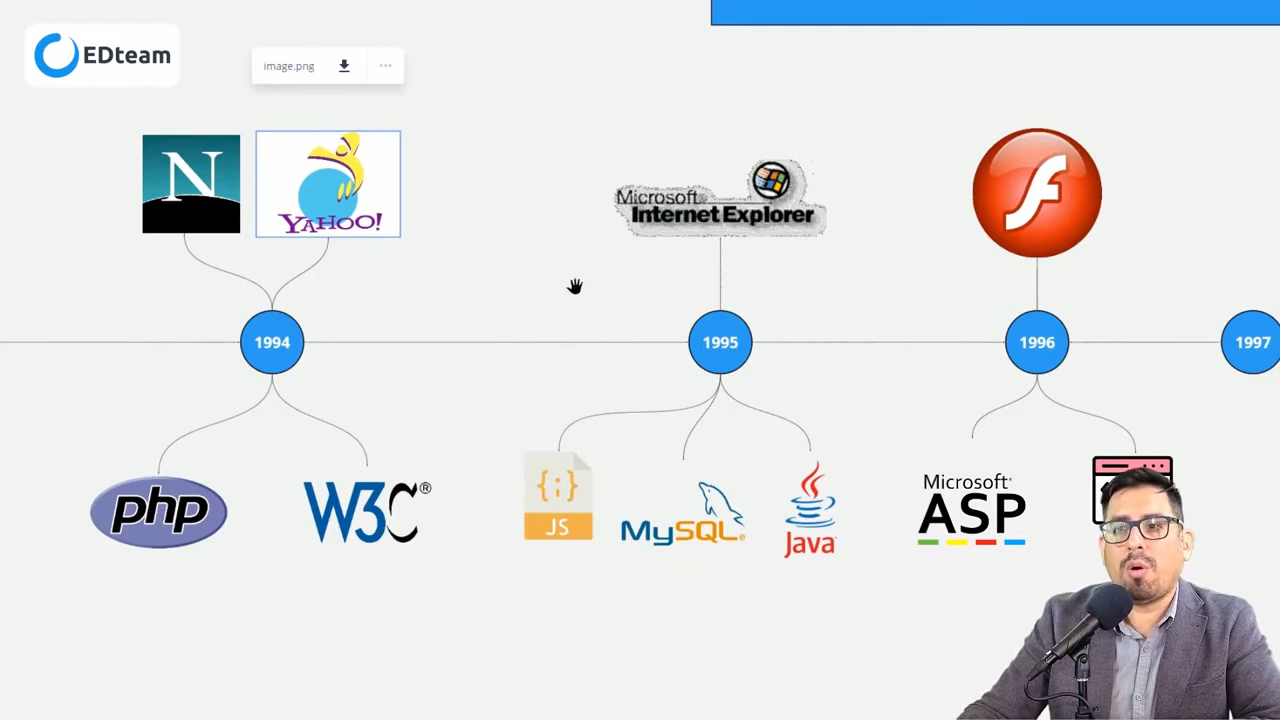 EDteam
image.png
N
YAHOO!
Microsoft
Internet Explorer
1994
1995
1996
1997
php
W3C®
{;}
JS
MySQL®
Java
Microsoft®
ASP